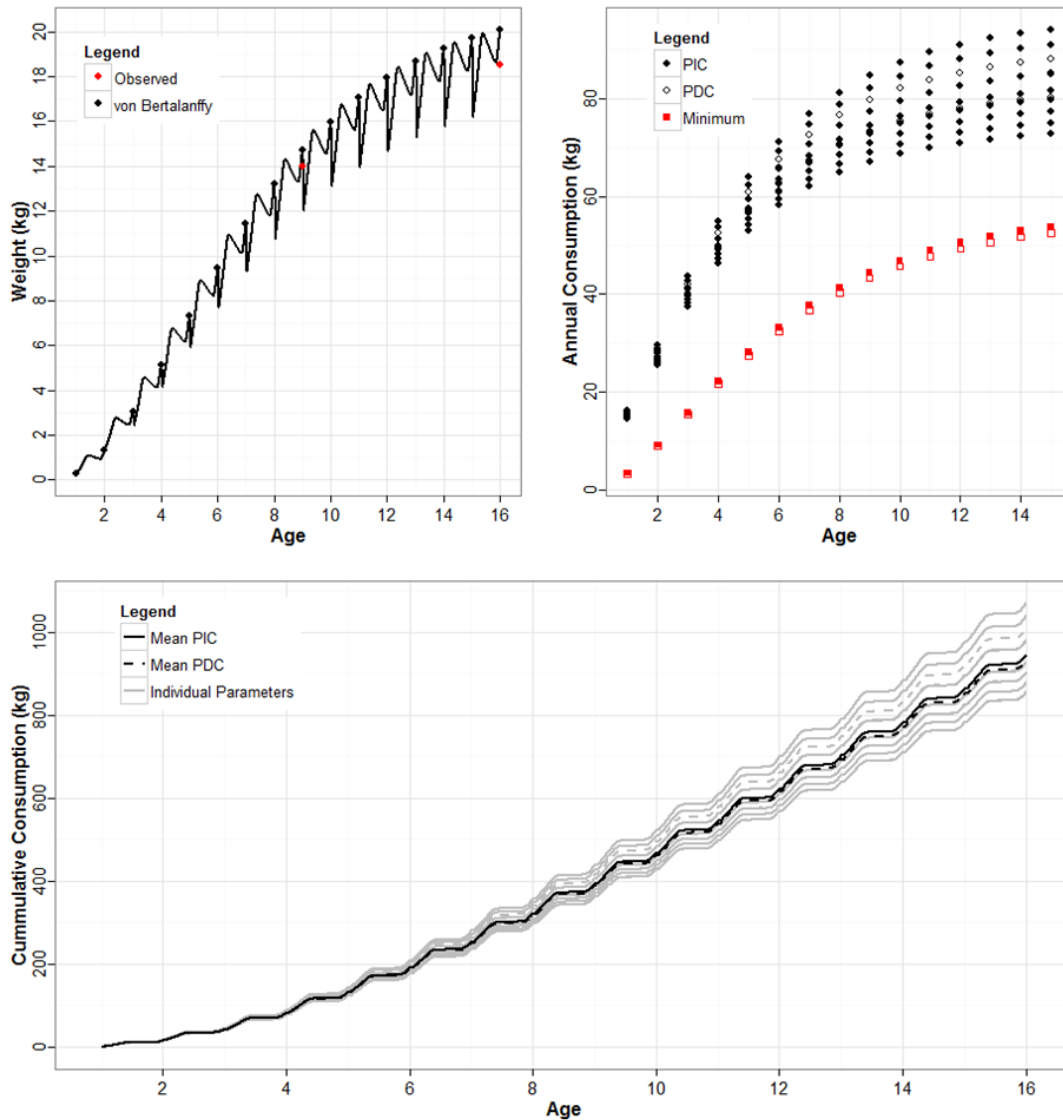 Legend
Observed
von Bertalanffy
Weight (kg)
0
2
4
6
8
10
12
14
16
18
20
2 4 6 8 10 12 14 16
Age
Legend
PIC
PDC
Minimum
Annual Consumption (kg)
0
20
40
60
80
2 4 6 8 10 12 14
Age
Legend
Mean PIC
Mean PDC
Individual Parameters
Cummulative Consumption (kg)
0
200
400
600
800
1000
2 4 6 8 10 12 14 16
Age